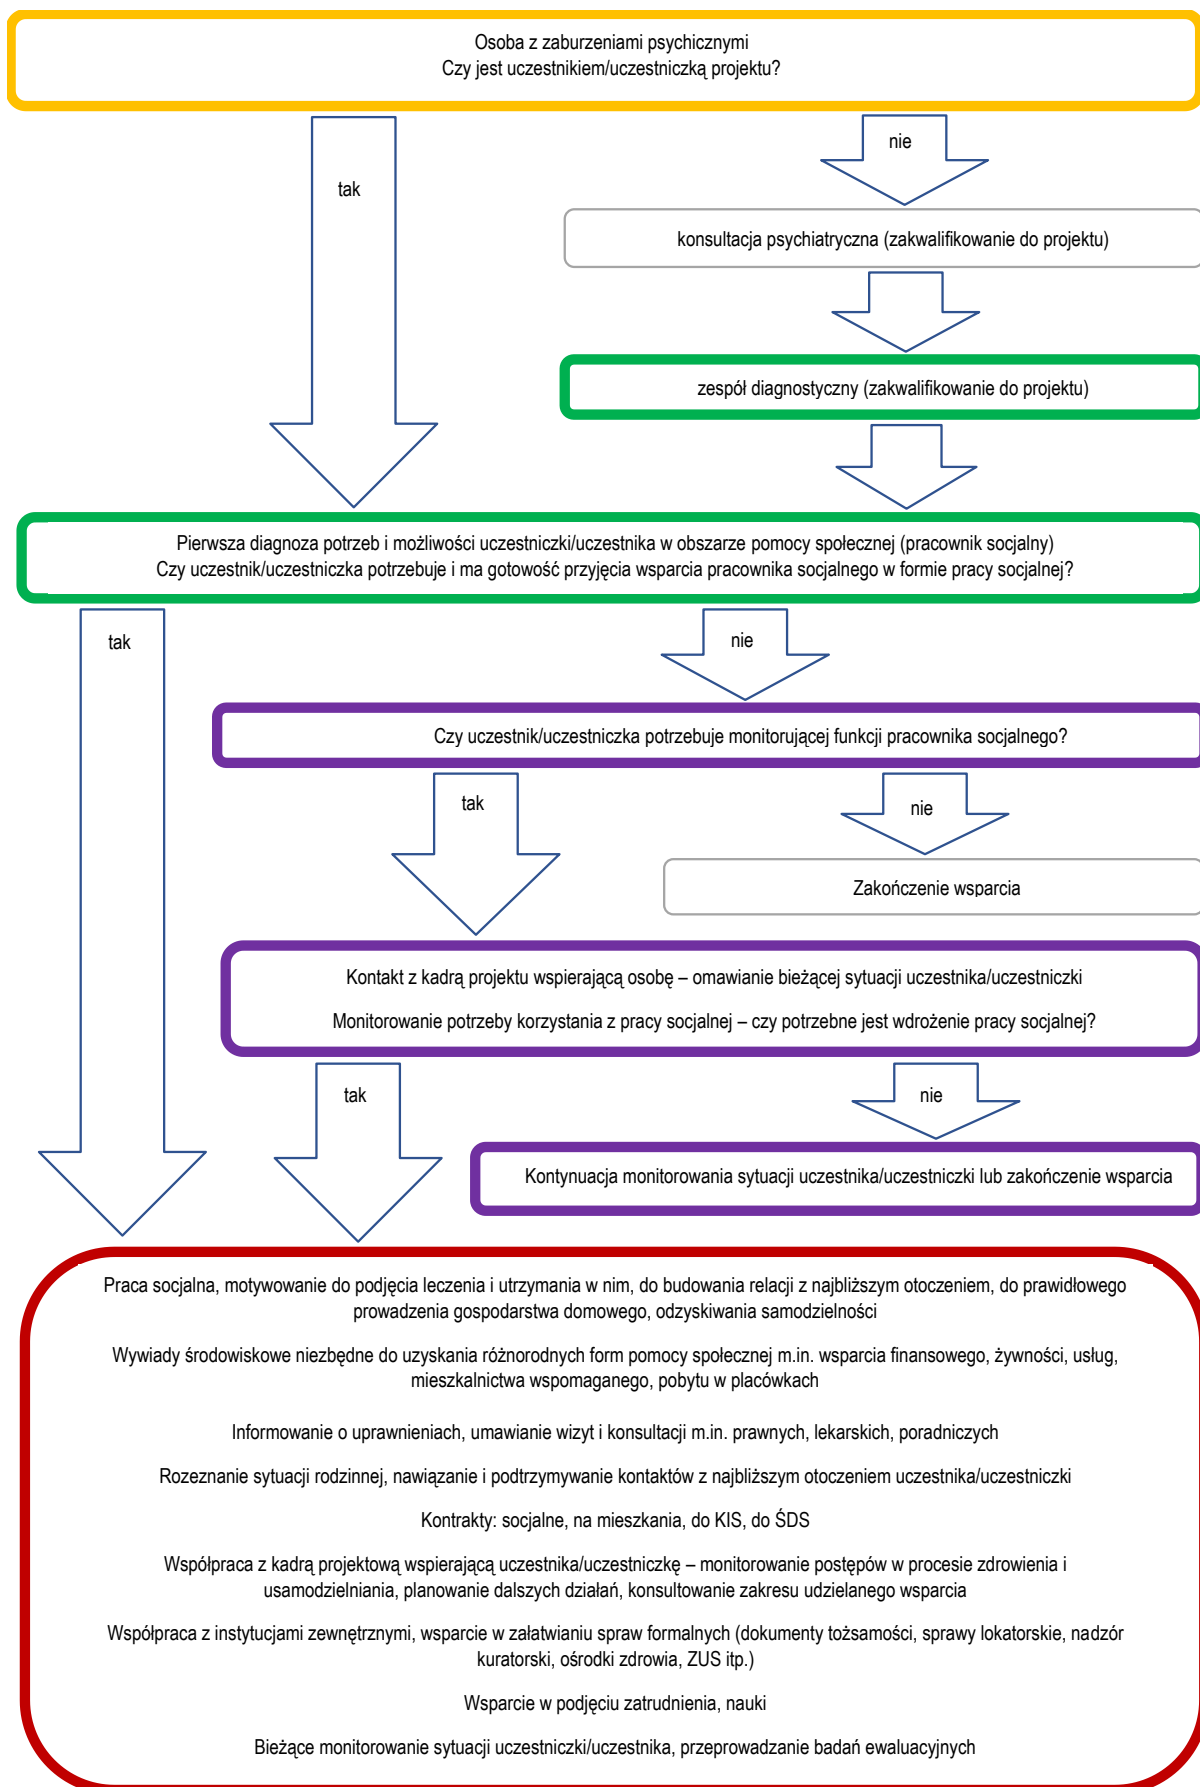 Osoba z zaburzeniami psychicznymi
Czy jest uczestnikiem/uczestniczką projektu?
nie
tak
konsultacja psychiatryczna (zakwalifikowanie do projektu)
zespół diagnostyczny (zakwalifikowanie do projektu)
Pierwsza diagnoza potrzeb i możliwości uczestniczki/uczestnika w obszarze pomocy społecznej (pracownik socjalny)
Czy uczestnik/uczestniczka potrzebuje i ma gotowość przyjęcia wsparcia pracownika socjalnego w formie pracy socjalnej?
tak
nie
Czy uczestnik/uczestniczka potrzebuje monitorującej funkcji pracownika socjalnego?
tak
nie
Zakończenie wsparcia
Kontakt z kadrą projektu wspierającą osobę – omawianie bieżącej sytuacji uczestnika/uczestniczki
Monitorowanie potrzeby korzystania z pracy socjalnej – czy potrzebne jest wdrożenie pracy socjalnej?
tak
nie
Kontynuacja monitorowania sytuacji uczestnika/uczestniczki lub zakończenie wsparcia
Praca socjalna, motywowanie do podjęcia leczenia i utrzymania w nim, do budowania relacji z najbliższym otoczeniem, do prawidłowego
prowadzenia gospodarstwa domowego, odzyskiwania samodzielności
Wywiady środowiskowe niezbędne do uzyskania różnorodnych form pomocy społecznej m.in. wsparcia finansowego, żywności, usług,
mieszkalnictwa wspomaganego, pobytu w placówkach
Informowanie o uprawnieniach, umawianie wizyt i konsultacji m.in. prawnych, lekarskich, poradniczych
Rozeznanie sytuacji rodzinnej, nawiązanie i podtrzymywanie kontaktów z najbliższym otoczeniem uczestnika/uczestniczki
Kontrakty: socjalne, na mieszkania, do KIS, do ŚDS
Współpraca z kadrą projektową wspierającą uczestnika/uczestniczkę – monitorowanie postępów w procesie zdrowienia i
usamodzielniania, planowanie dalszych działań, konsultowanie zakresu udzielanego wsparcia
Współpraca z instytucjami zewnętrznymi, wsparcie w załatwianiu spraw formalnych (dokumenty tożsamości, sprawy lokatorskie, nadzór
kuratorski, ośrodki zdrowia, ZUS itp.)
Wsparcie w podjęciu zatrudnienia, nauki
Bieżące monitorowanie sytuacji uczestniczki/uczestnika, przeprowadzanie badań ewaluacyjnych